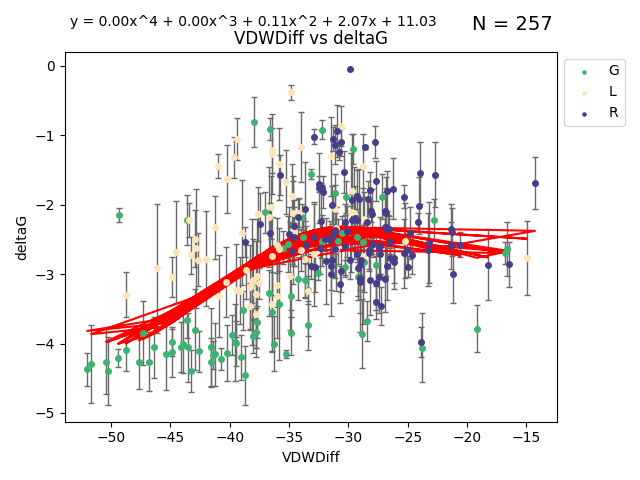 y = 0.00x^4 + 0.00x^3 + 0.11x^2 + 2.07x + 11.03
N = 257
VDWDiff vs deltaG
G
L
R
deltaG
0
−1
−2
−3
−4
−5
−50 −45 −40 −35 −30 −25 −20 −15
VDWDiff